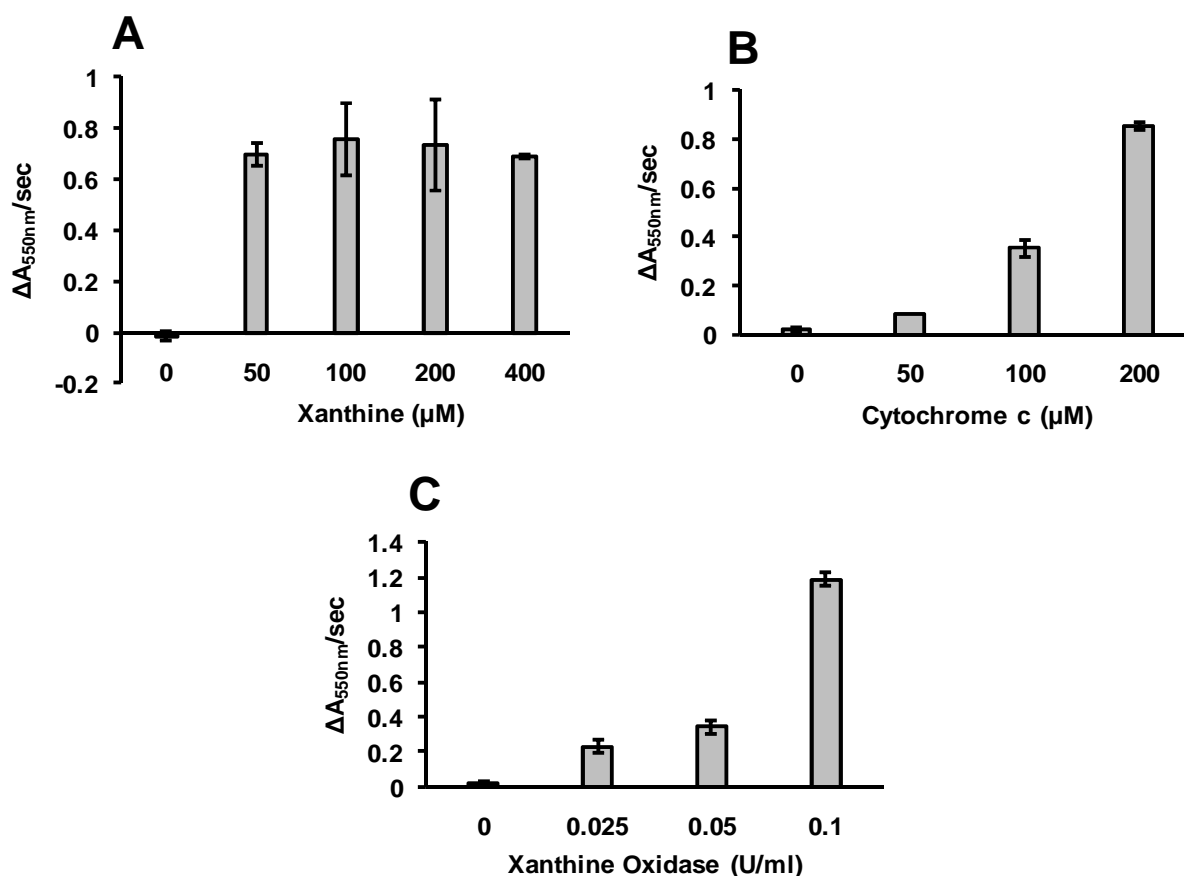 A
ΔA550nm/sec
1
0.8
0.6
0.4
0.2
0
-0.2
0 50 100 200 400
Xanthine (µM)
B
ΔA550nm/sec
1
0.8
0.6
0.4
0.2
0
0 50 100 200
Cytochrome c (µM)
C
ΔA550nm/sec
1.4
1.2
1
0.8
0.6
0.4
0.2
0
0 0.025 0.05 0.1
Xanthine Oxidase (U/ml)